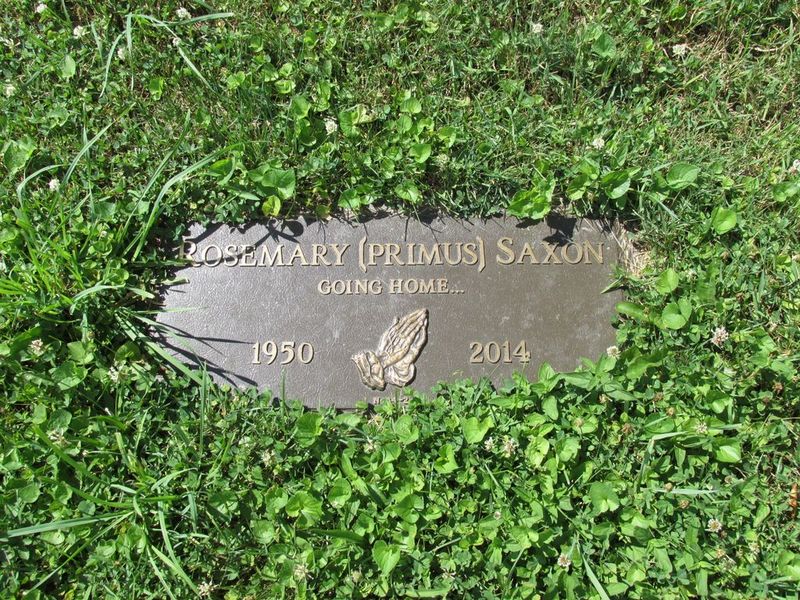 ROSEMARY (PRIMUS) SAXON
GOING HOME...
1950 2014